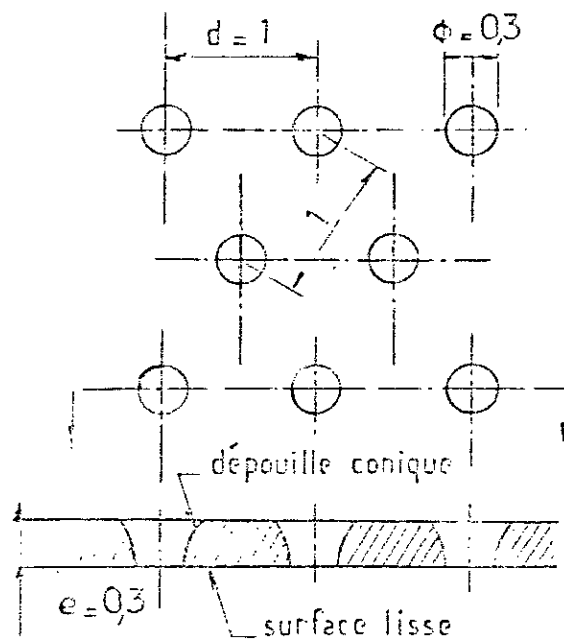 d = 1
ϕ = 0,3
1
dépouille conique
e = 0,3
surface lisse